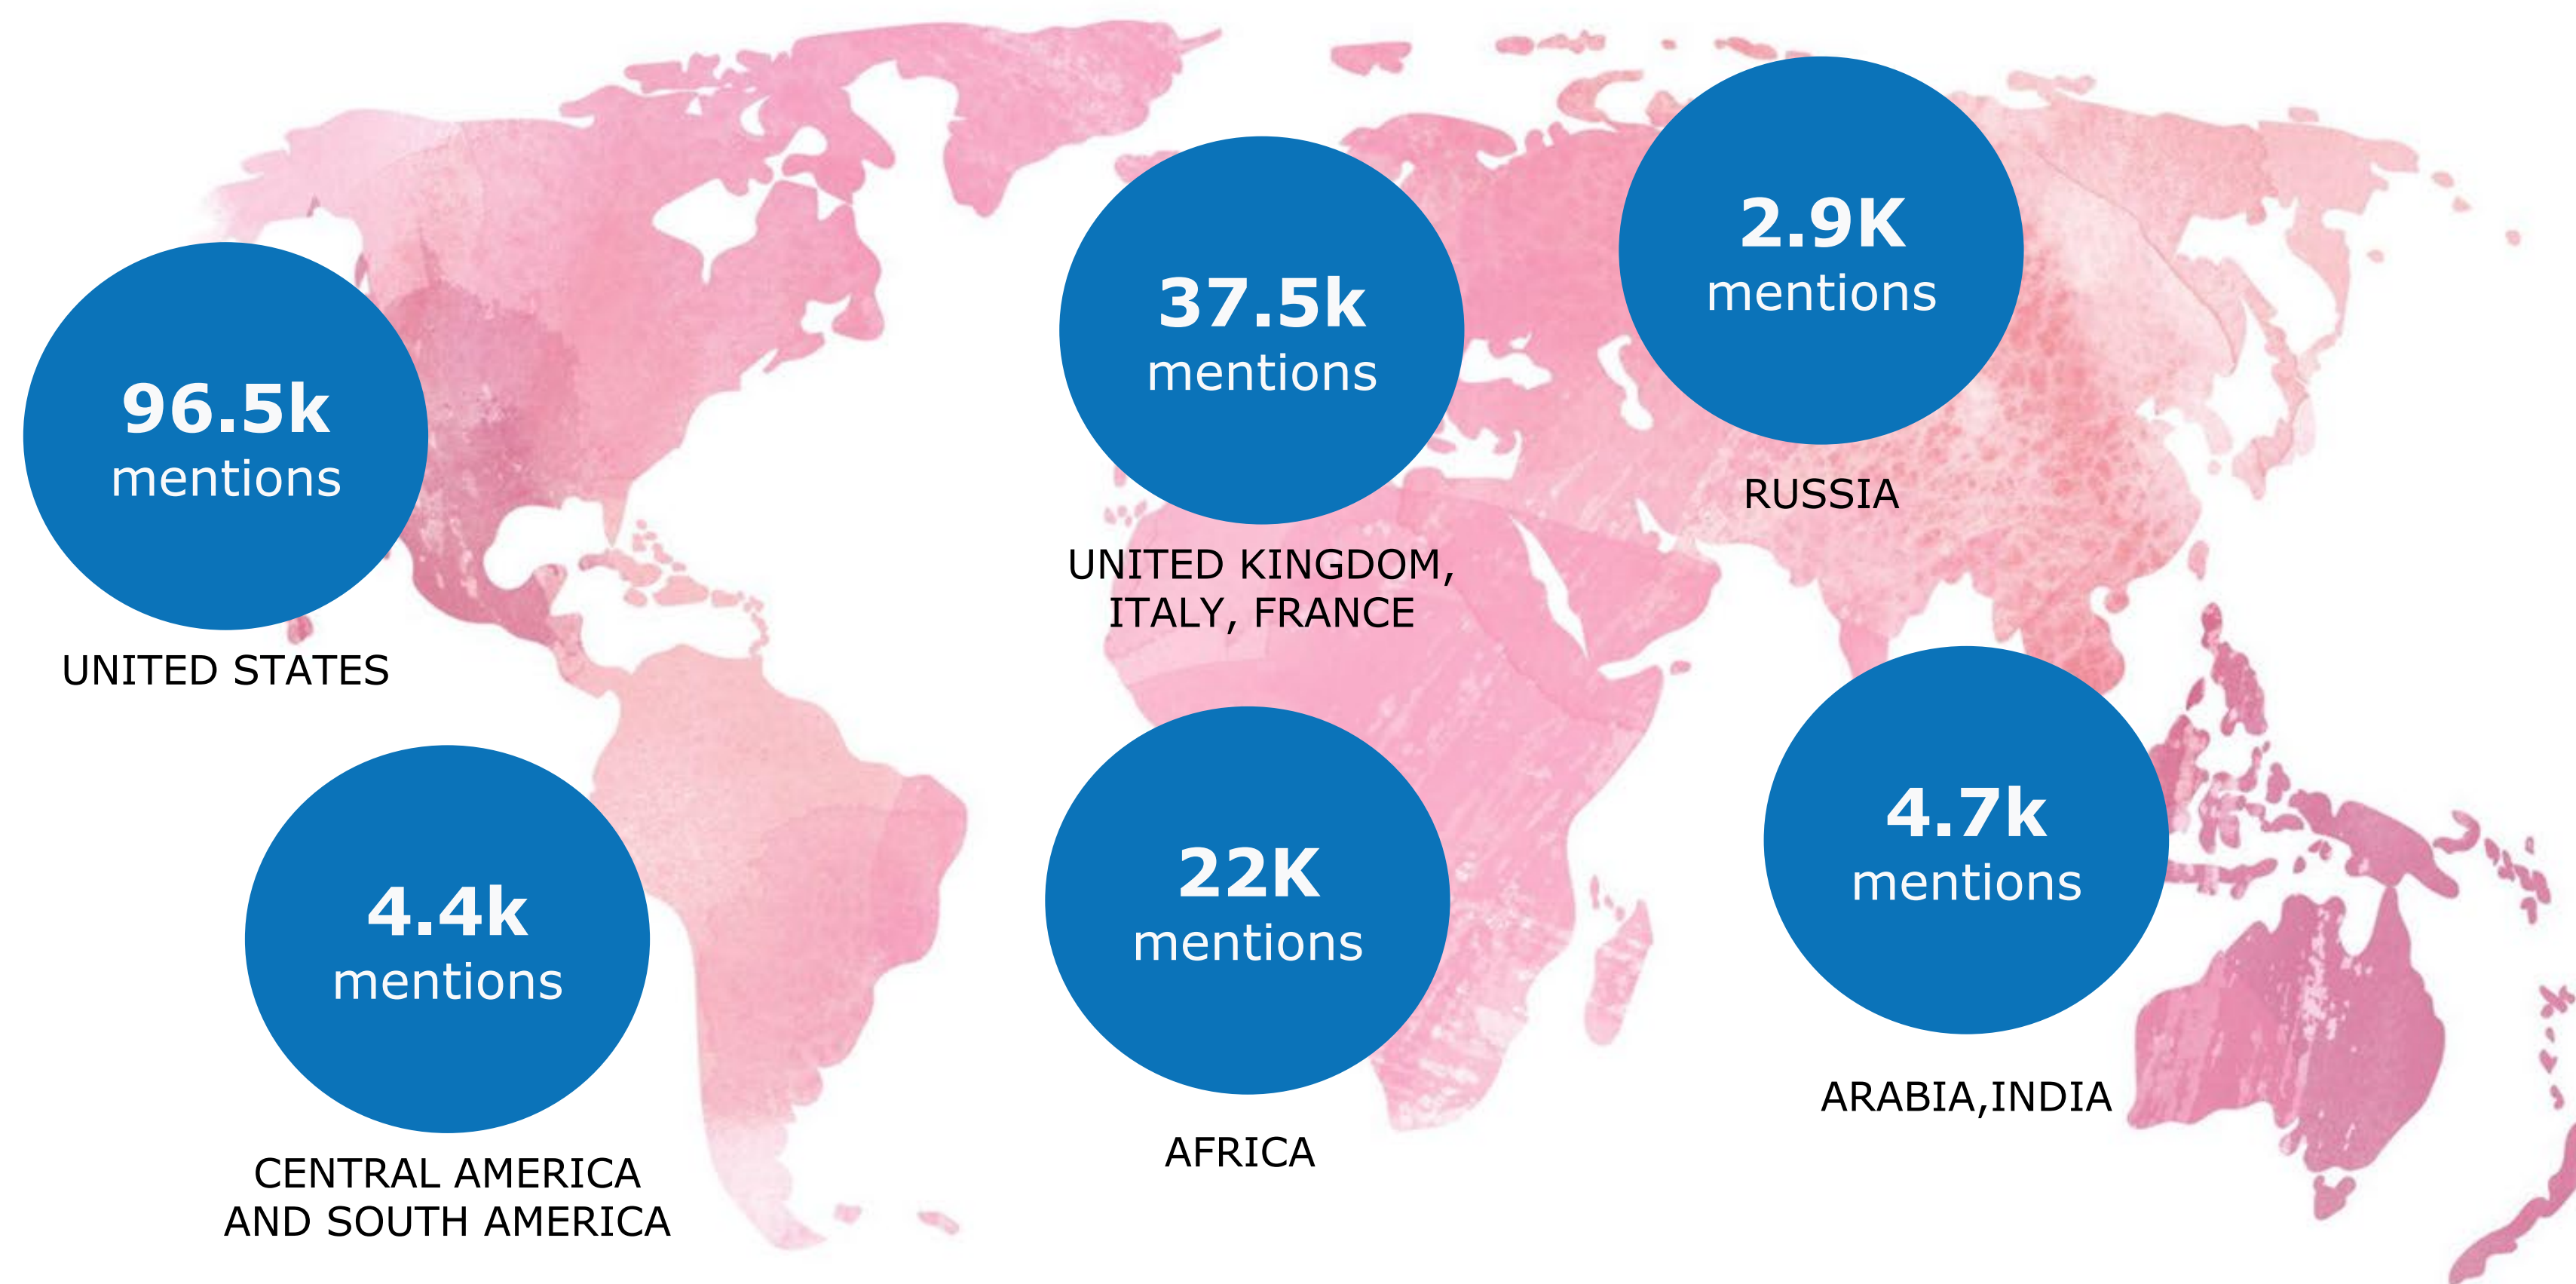 96.5k
mentions
UNITED STATES
37.5k
mentions
UNITED KINGDOM,
ITALY, FRANCE
2.9K
mentions
RUSSIA
4.4k
mentions
CENTRAL AMERICA
AND SOUTH AMERICA
22K
mentions
AFRICA
4.7k
mentions
ARABIA,INDIA